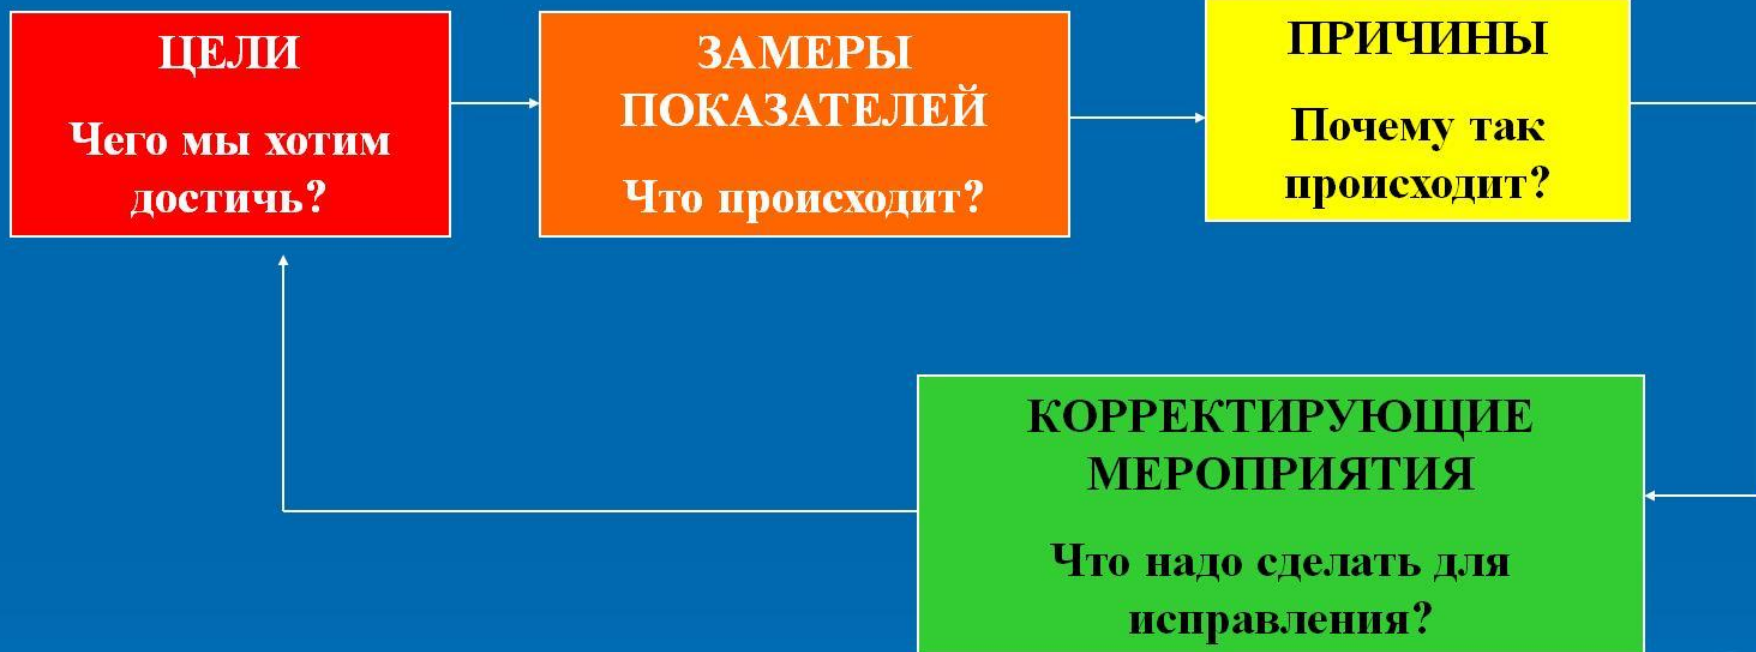 ЦЕЛИ
Чего мы хотим
достичь?
ЗАМЕРЫ
ПОКАЗАТЕЛЕЙ
Что происходит?
ПРИЧИНЫ
Почему так
происходит?
КОРРЕКТИРУЮЩИЕ
МЕРОПРИЯТИЯ
Что надо сделать для
исправления?